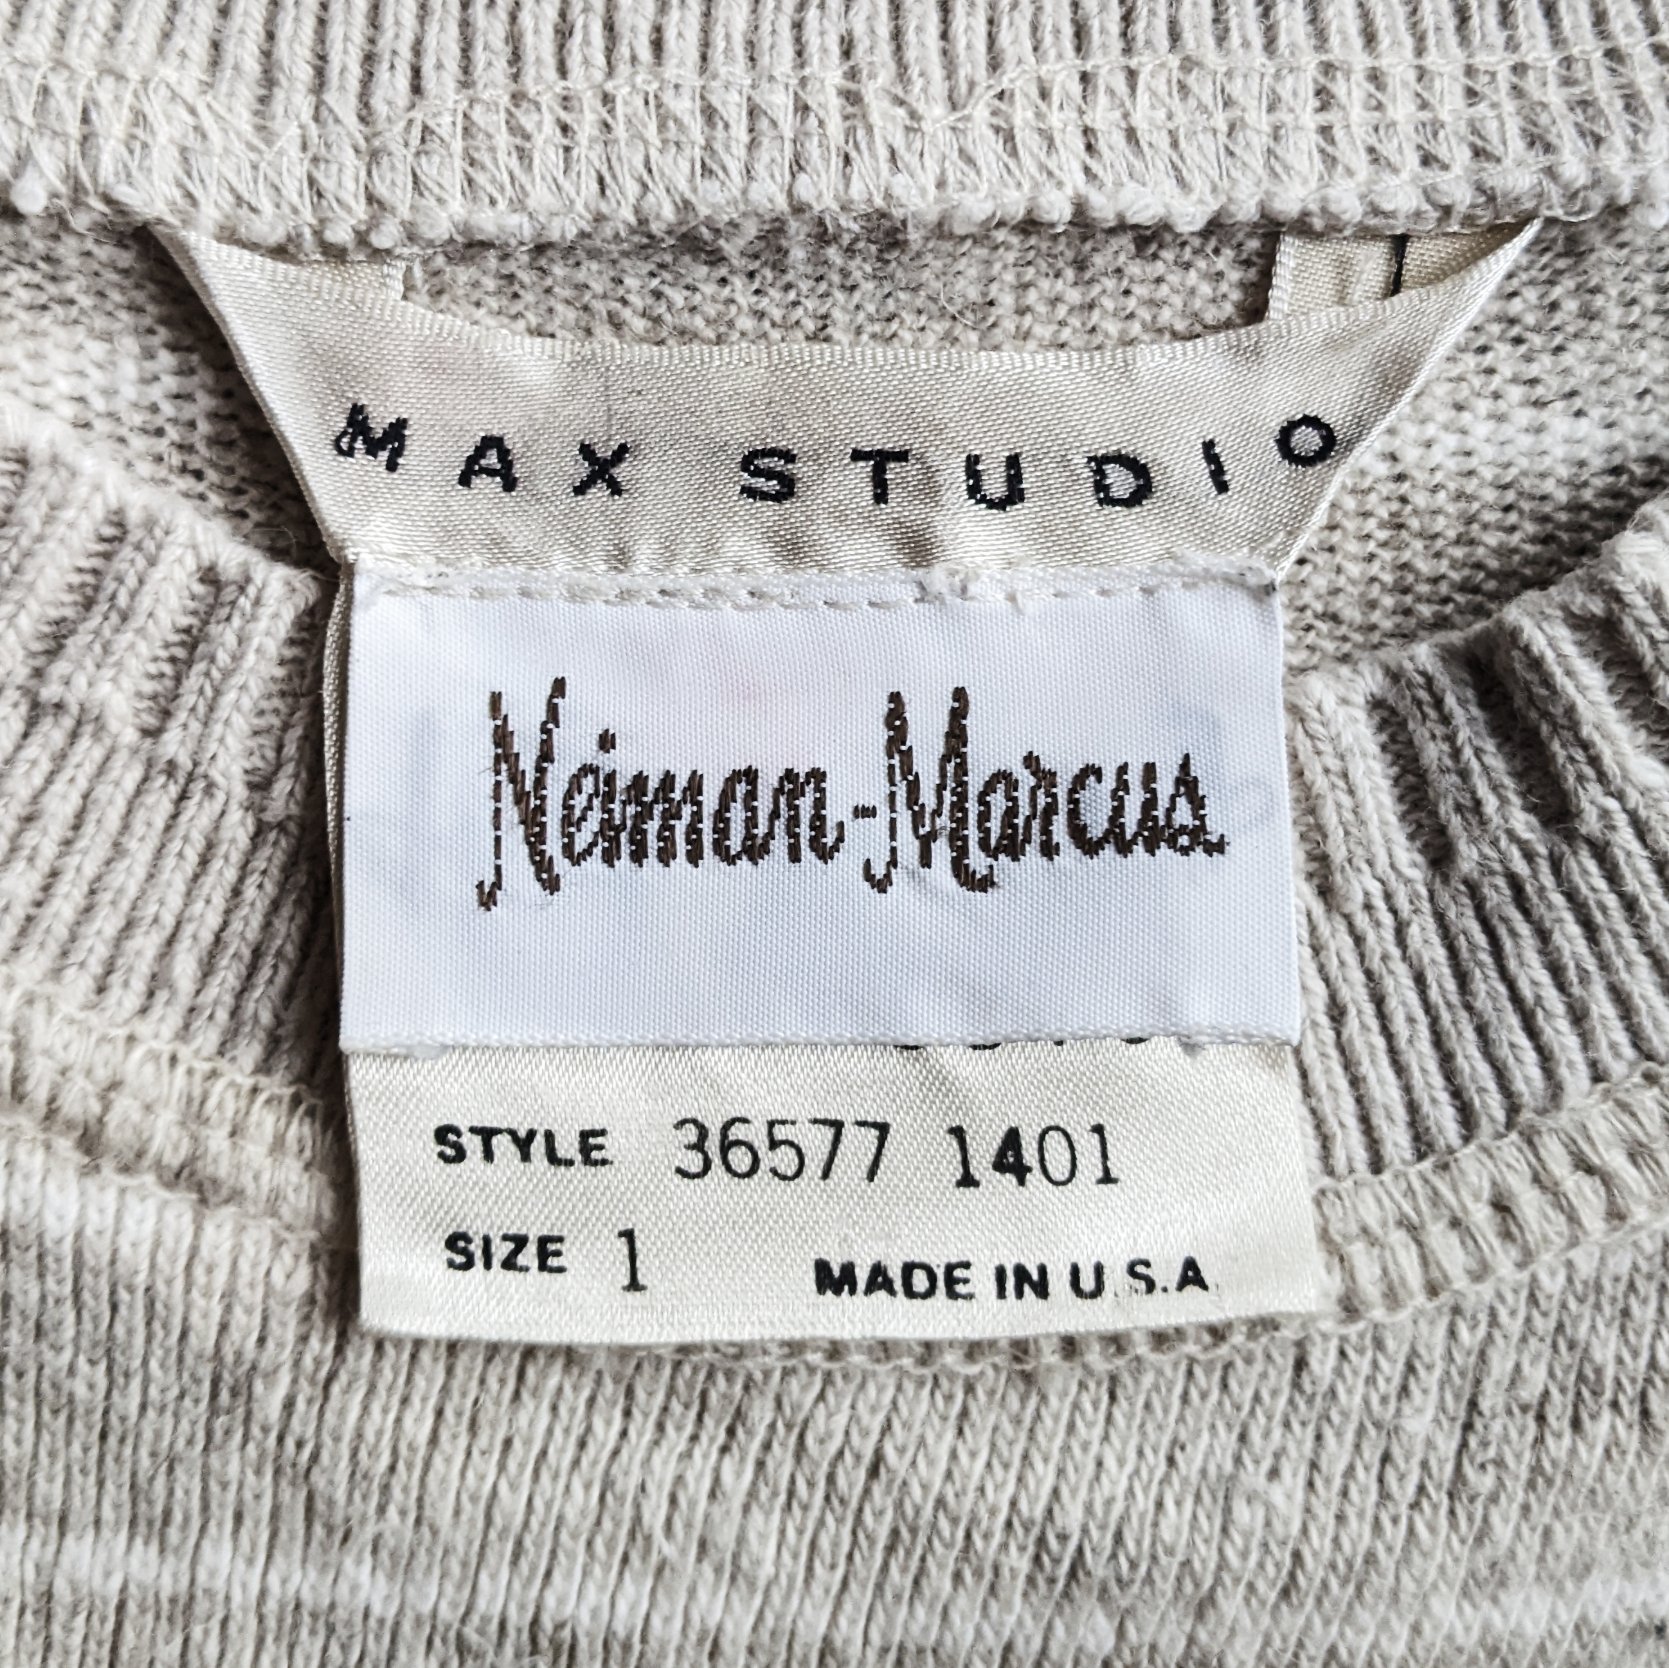 MAX STUDIO
Neiman-Marcus
STYLE 36577 1401
SIZE 1 MADE IN U.S.A.